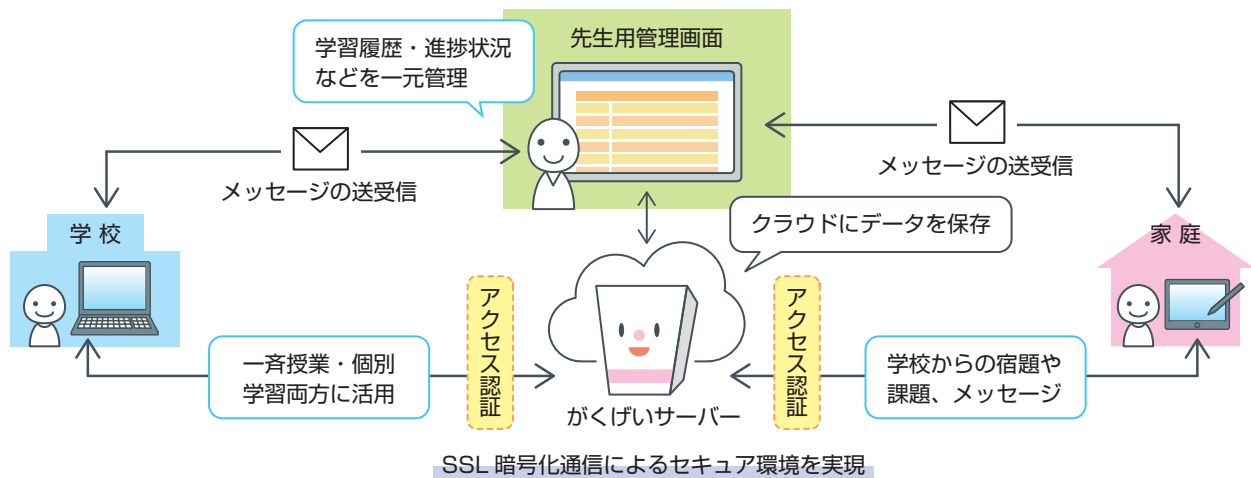 先生用管理画面
学習履歴・進捗状況
などを一元管理
メッセージの送受信
メッセージの送受信
学校
クラウドにデータを保存
家庭
アクセス認証
アクセス認証
一斉授業・個別
学習両方に活用
学校からの宿題や
課題、メッセージ
がくげいサーバー
SSL 暗号化通信によるセキュア環境を実現